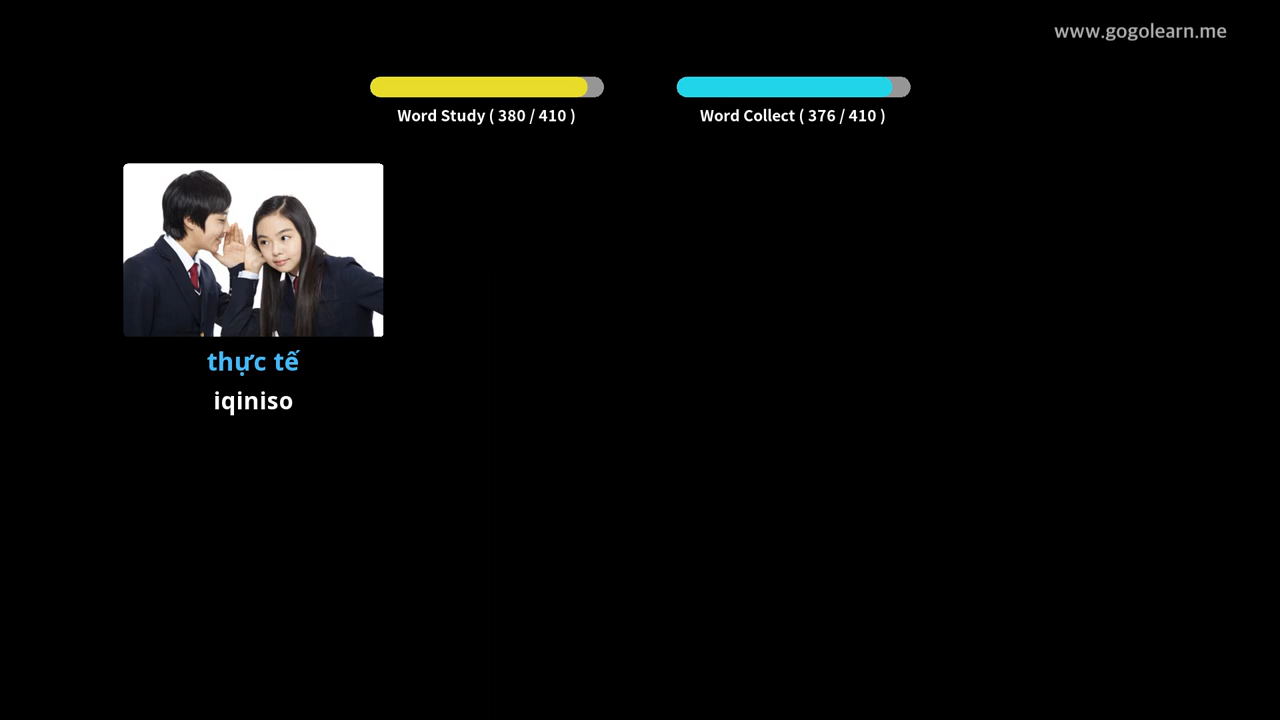 www.gogolearn.me
Word Study ( 380 / 410 )
Word Collect ( 376 / 410 )
thực tế
iqiniso